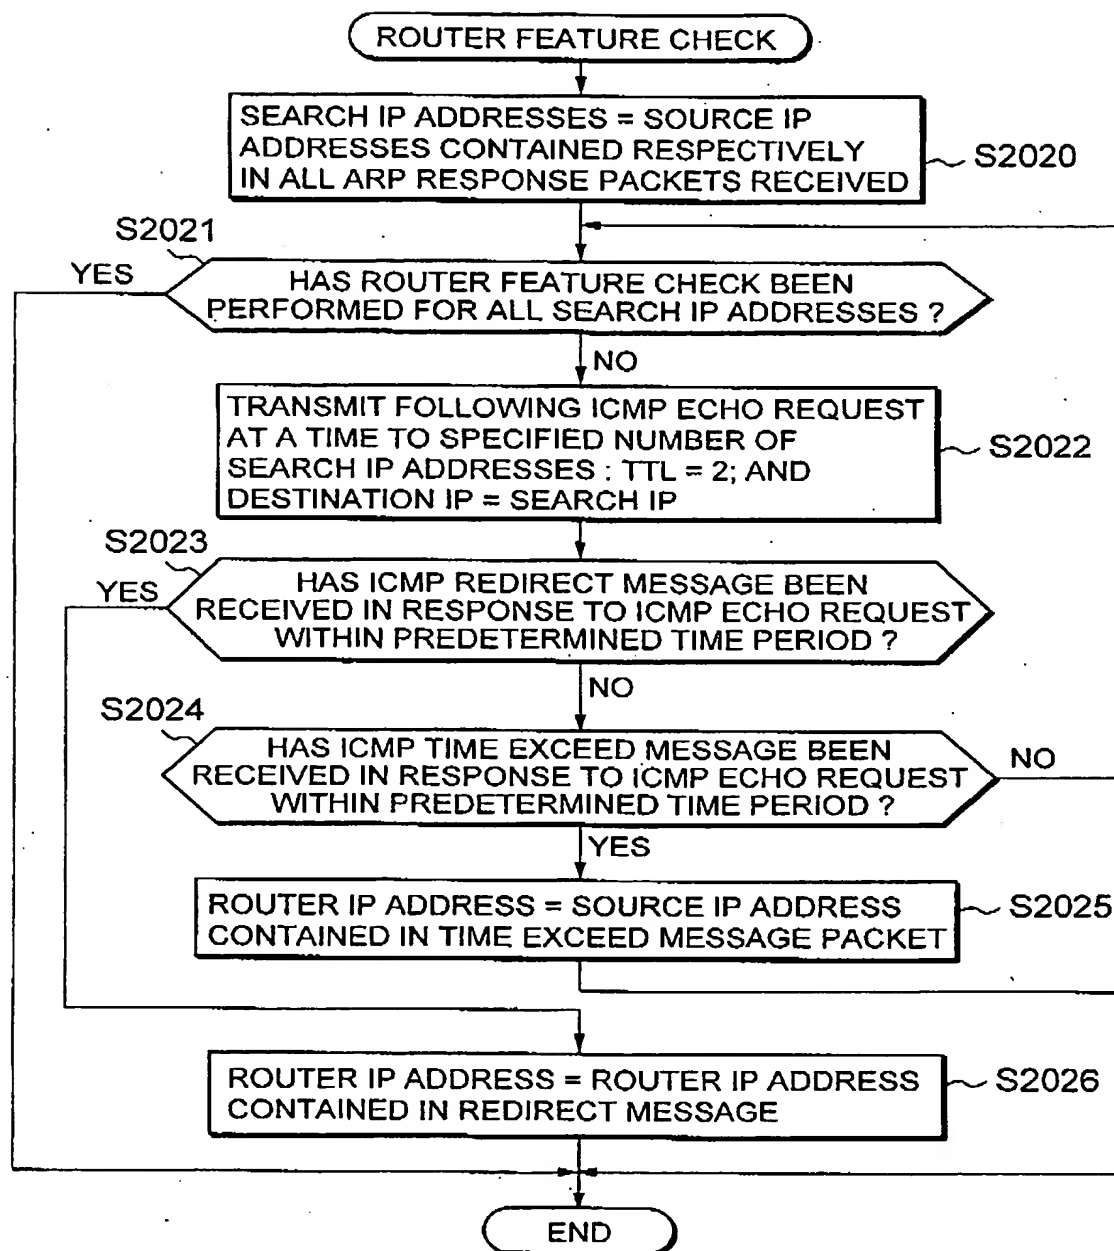 ROUTER FEATURE CHECK
SEARCH IP ADDRESSES = SOURCE IP
ADDRESSES CONTAINED RESPECTIVELY
IN ALL ARP RESPONSE PACKETS RECEIVED
S2020
S2021
YES
HAS ROUTER FEATURE CHECK BEEN
PERFORMED FOR ALL SEARCH IP ADDRESSES ?
NO
TRANSMIT FOLLOWING ICMP ECHO REQUEST
AT A TIME TO SPECIFIED NUMBER OF
SEARCH IP ADDRESSES : TTL = 2; AND
DESTINATION IP = SEARCH IP
S2022
S2023
YES
HAS ICMP REDIRECT MESSAGE BEEN
RECEIVED IN RESPONSE TO ICMP ECHO REQUEST
WITHIN PREDETERMINED TIME PERIOD ?
NO
S2024
HAS ICMP TIME EXCEED MESSAGE BEEN
RECEIVED IN RESPONSE TO ICMP ECHO REQUEST
WITHIN PREDETERMINED TIME PERIOD ?
NO
YES
ROUTER IP ADDRESS = SOURCE IP ADDRESS
CONTAINED IN TIME EXCEED MESSAGE PACKET
S2025
ROUTER IP ADDRESS = ROUTER IP ADDRESS
CONTAINED IN REDIRECT MESSAGE
S2026
END